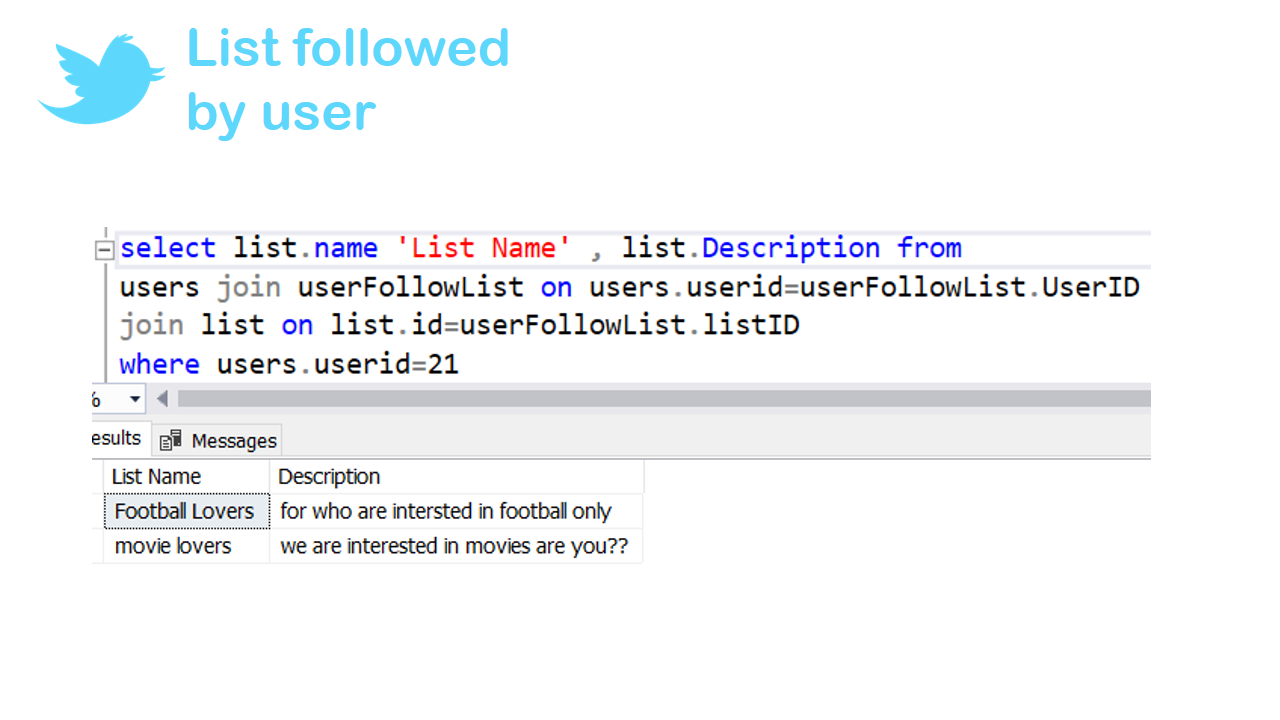 List followed
by user
select list.name 'List Name' , list.Description from
users join userFollowList on users.userid=userFollowList.UserID
join list on list.id=userFollowList.listID
where users.userid=21
%
esults Messages
List Name Description
Football Lovers for who are intersted in football only
movie lovers we are interested in movies are you??